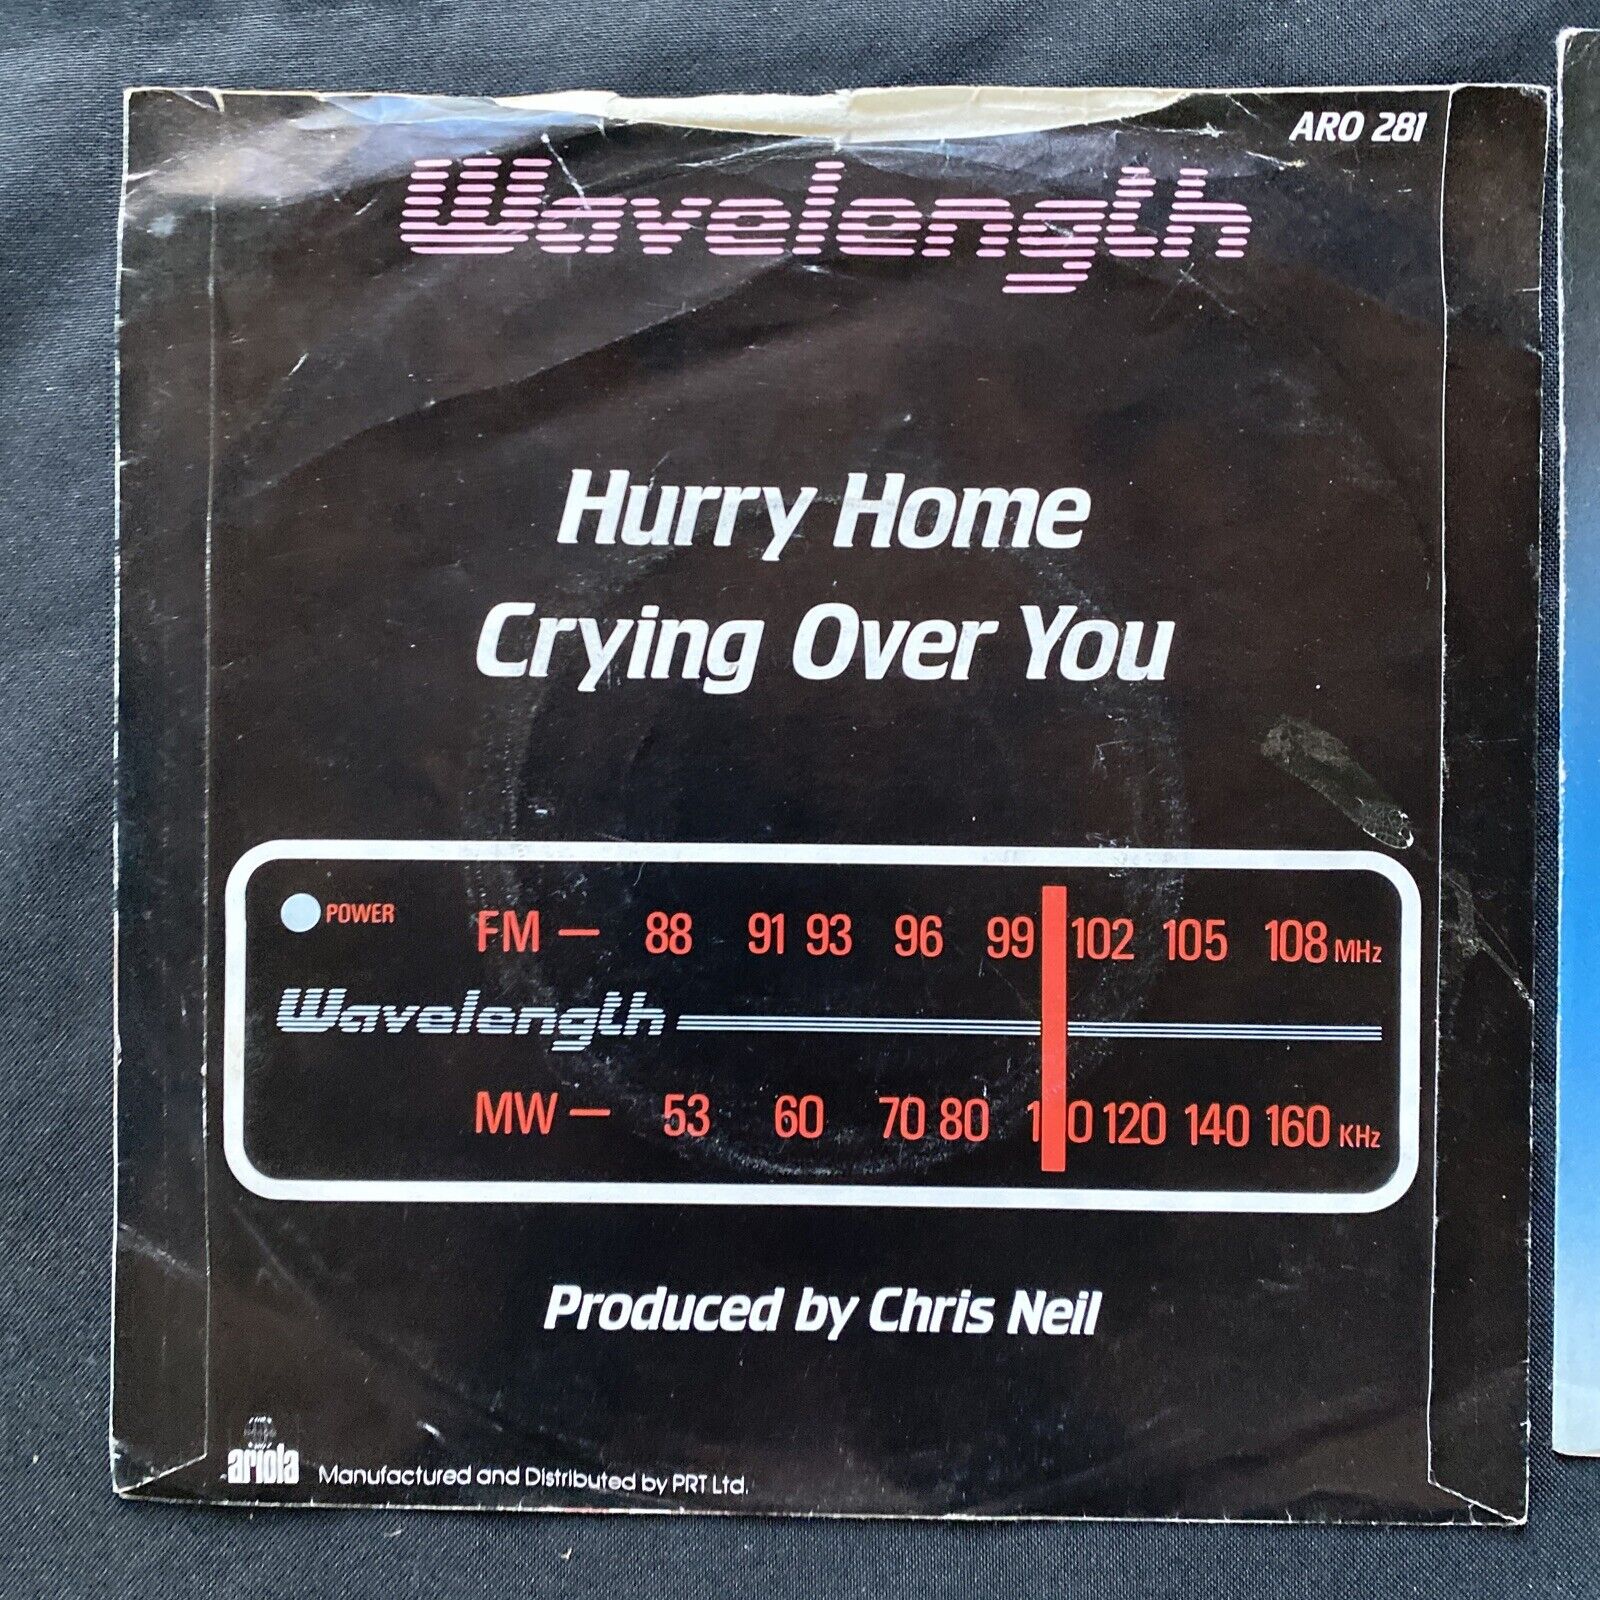 ARO 281
Wavelength
Hurry Home
Crying Over You
POWER
FM — 88 91 93 96 99 102 105 108 MHz
Wavelength
MW — 53 60 70 80 1 0 120 140 160 KHz
Produced by Chris Neil
ariola Manufactured and Distributed by PRT Ltd.